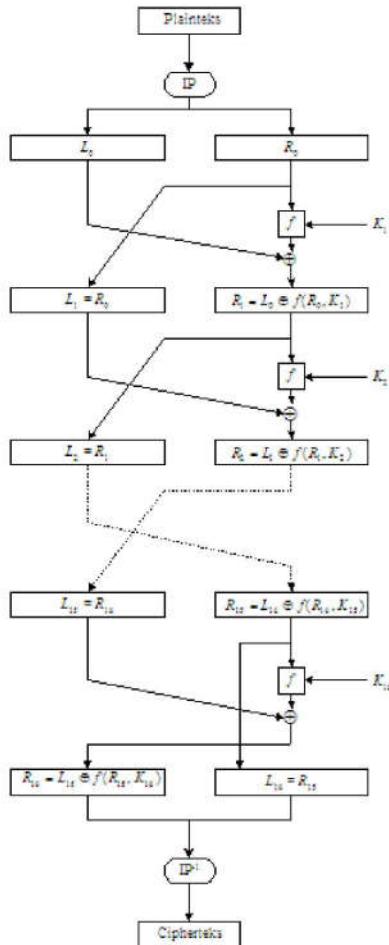 Plainteks
IP
L₀
R₀
f
K₁
⊕
L₁ = R₀
R₁ = L₀ ⊕ f(R₀, K₁)
f
K₂
⊕
L₂ = R₁
R₂ = L₁ ⊕ f(R₁, K₂)
L₁₅ = R₁₄
R₁₅ = L₁₄ ⊕ f(R₁₄, K₁₅)
f
K₁₆
⊕
R₁₆ = L₁₅ ⊕ f(R₁₅, K₁₆)
L₁₆ = R₁₅
IP⁻¹
Cipherteks